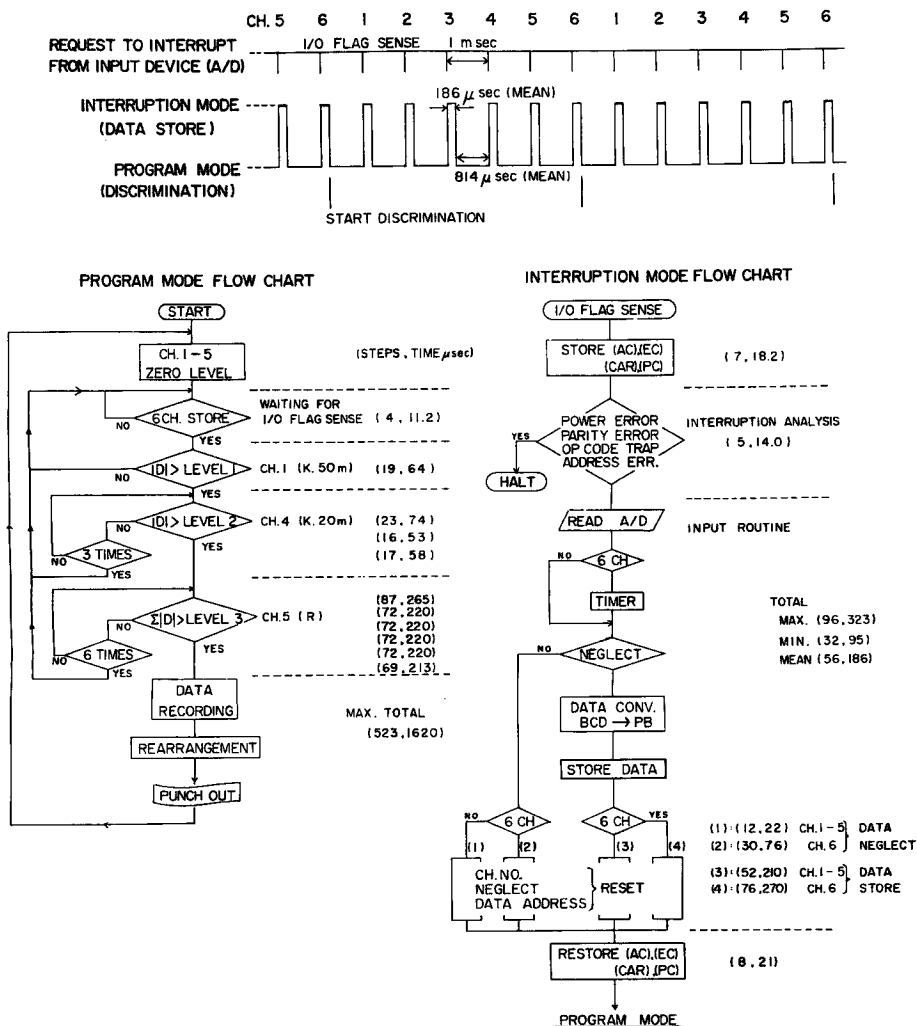 CH. 5 6 1 2 3 4 5 6 1 2 3 4 5 6
REQUEST TO INTERRUPT
FROM INPUT DEVICE (A/D)
I/O FLAG SENSE
1 m sec
INTERRUPTION MODE
(DATA STORE)
186 μ sec (MEAN)
PROGRAM MODE
(DISCRIMINATION)
814 μ sec (MEAN)
START DISCRIMINATION
PROGRAM MODE FLOW CHART
START
CH. 1-5
ZERO LEVEL
(STEPS, TIME μsec)
6CH. STORE
NO
YES
WAITING FOR
I/O FLAG SENSE (4, 11.2)
|D|> LEVEL 1
NO
YES
CH. 1 (K. 50 m) (19, 64)
|D|> LEVEL 2
NO
YES
CH. 4 (K. 20m) (23, 74)
(16, 53)
(17, 58)
3 TIMES
NO
YES
Σ|D|>LEVEL 3
NO
YES
CH. 5 (R)
(87, 265)
(72, 220)
(72, 220)
(72, 220)
(72, 220)
(69, 213)
6 TIMES
NO
YES
DATA
RECORDING
MAX. TOTAL
(523, 1620)
REARRANGEMENT
PUNCH OUT
INTERRUPTION MODE FLOW CHART
I/O FLAG SENSE
STORE (AC),(EC)
(CAR),(PC)
(7, 18.2)
POWER ERROR
PARITY ERROR
OP CODE TRAP
ADDRESS ERR.
YES
NO
HALT
INTERRUPTION ANALYSIS
(5, 14.0)
READ A/D
INPUT ROUTINE
6 CH
NO
TIMER
NEGLECT
NO
TOTAL
MAX. (96, 323)
MIN. (32, 95)
MEAN (56, 186)
DATA CONV.
BCD → PB
STORE DATA
NO 6 CH
6 CH YES
(1) (2) (3) (4)
CH. NO.
NEGLECT
DATA ADDRESS
RESET
(1):(12, 22) CH. 1-5 DATA
(2):(30, 76) CH. 6 NEGLECT
(3):(52, 210) CH. 1-5 DATA
(4):(76, 270) CH. 6 STORE
RESTORE (AC),(EC)
(CAR),(PC)
(8, 21)
PROGRAM MODE